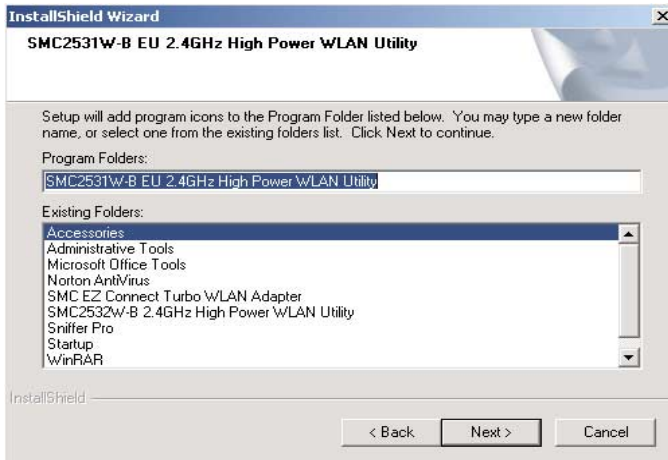 InstallShield Wizard
SMC2531W-B EU 2.4GHz High Power WLAN Utility
Setup will add program icons to the Program Folder listed below. You may type a new folder
name, or select one from the existing folders list. Click Next to continue.
Program Folders:
SMC2531W-B EU 2.4GHz High Power WLAN Utility
Existing Folders:
Accessories
Administrative Tools
Microsoft Office Tools
Norton AntiVirus
SMC EZ Connect Turbo WLAN Adapter
SMC2532W-B 2.4GHz High Power WLAN Utility
Sniffer Pro
Startup
WinRAR
InstallShield
< Back Next > Cancel